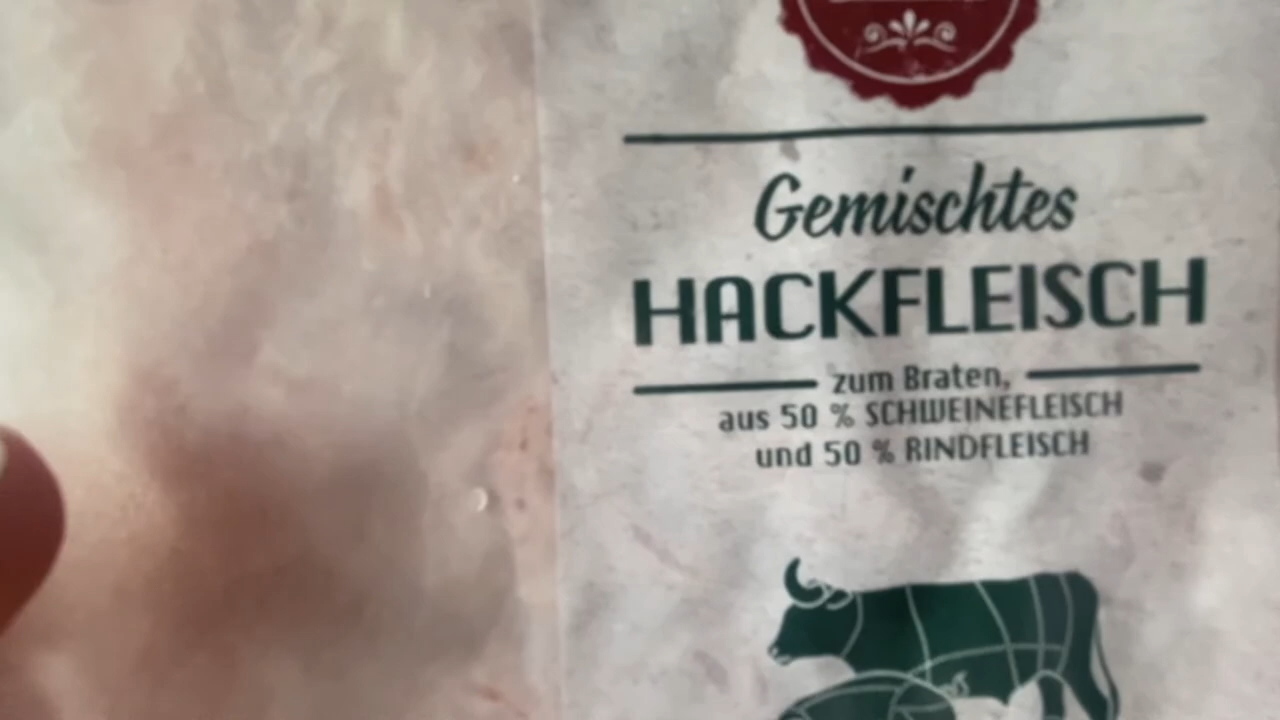 Gemischtes
HACKFLEISCH
zum Braten,
aus 50 % SCHWEINEFLEISCH
und 50 % RINDFLEISCH